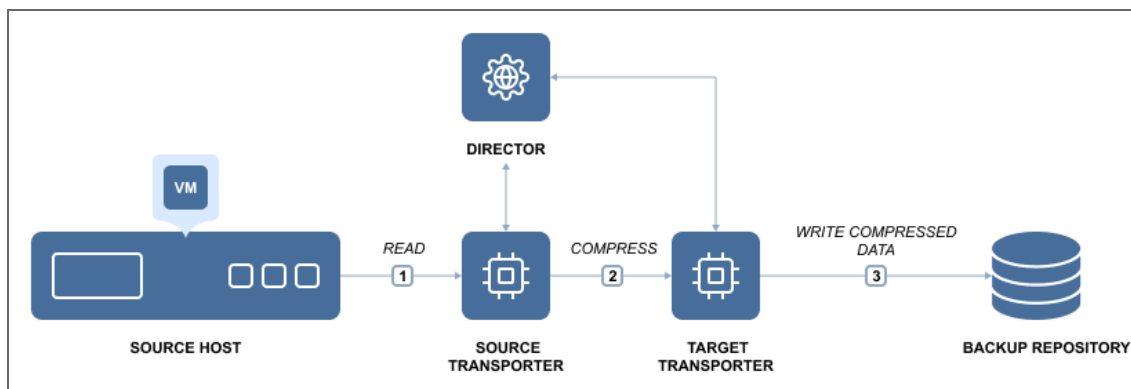 DIRECTOR
VM
READ
1
COMPRESS
2
WRITE COMPRESSED
DATA
3
SOURCE HOST
SOURCE
TRANSPORTER
TARGET
TRANSPORTER
BACKUP REPOSITORY